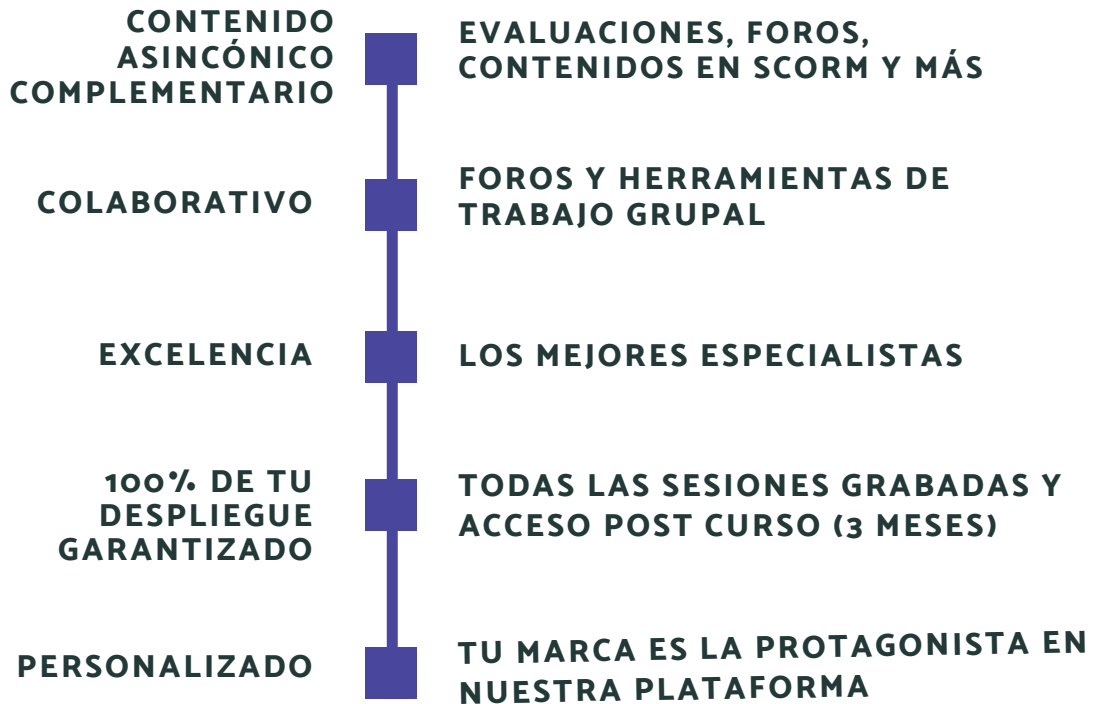 CONTENIDO
ASINCÓNICO
COMPLEMENTARIO
EVALUACIONES, FOROS,
CONTENIDOS EN SCORM Y MÁS
COLABORATIVO
FOROS Y HERRAMIENTAS DE
TRABAJO GRUPAL
EXCELENCIA
LOS MEJORES ESPECIALISTAS
100% DE TU
DESPLIEGUE
GARANTIZADO
TODAS LAS SESIONES GRABADAS Y
ACCESO POST CURSO (3 MESES)
PERSONALIZADO
TU MARCA ES LA PROTAGONISTA EN
NUESTRA PLATAFORMA